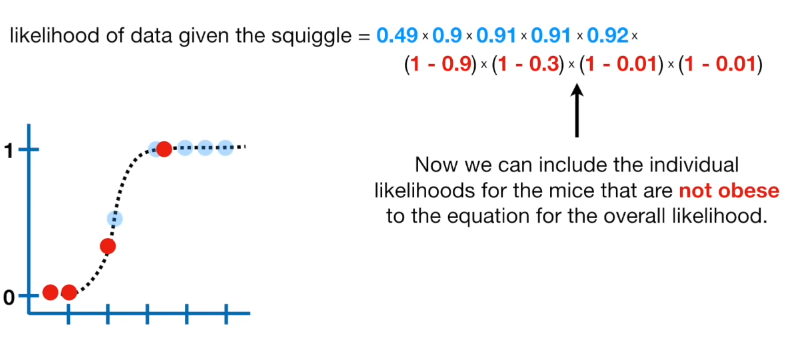 likelihood of data given the squiggle = 0.49 × 0.9 × 0.91 × 0.91 × 0.92 ×
(1 - 0.9) × (1 - 0.3) × (1 - 0.01) × (1 - 0.01)
1
Now we can include the individual
likelihoods for the mice that are not obese
to the equation for the overall likelihood.
0